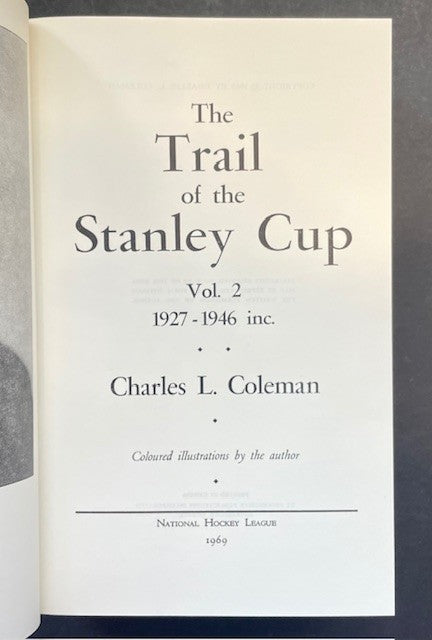 The
Trail
of the
Stanley Cup
Vol. 2
1927 - 1946 inc.
Charles L. Coleman
Coloured illustrations by the author
National Hockey League
1969